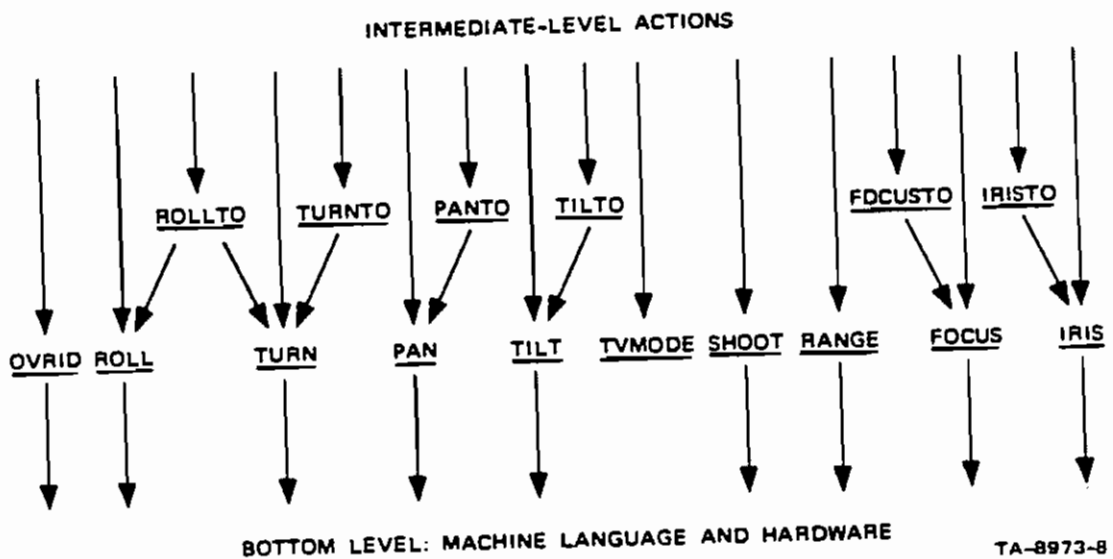 INTERMEDIATE-LEVEL ACTIONS
ROLLTO TURNTO PANTO TILTO FOCUSTO IRISTO
OVRID ROLL TURN PAN TILT TVMODE SHOOT RANGE FOCUS IRIS
BOTTOM LEVEL: MACHINE LANGUAGE AND HARDWARE
TA-8973-8